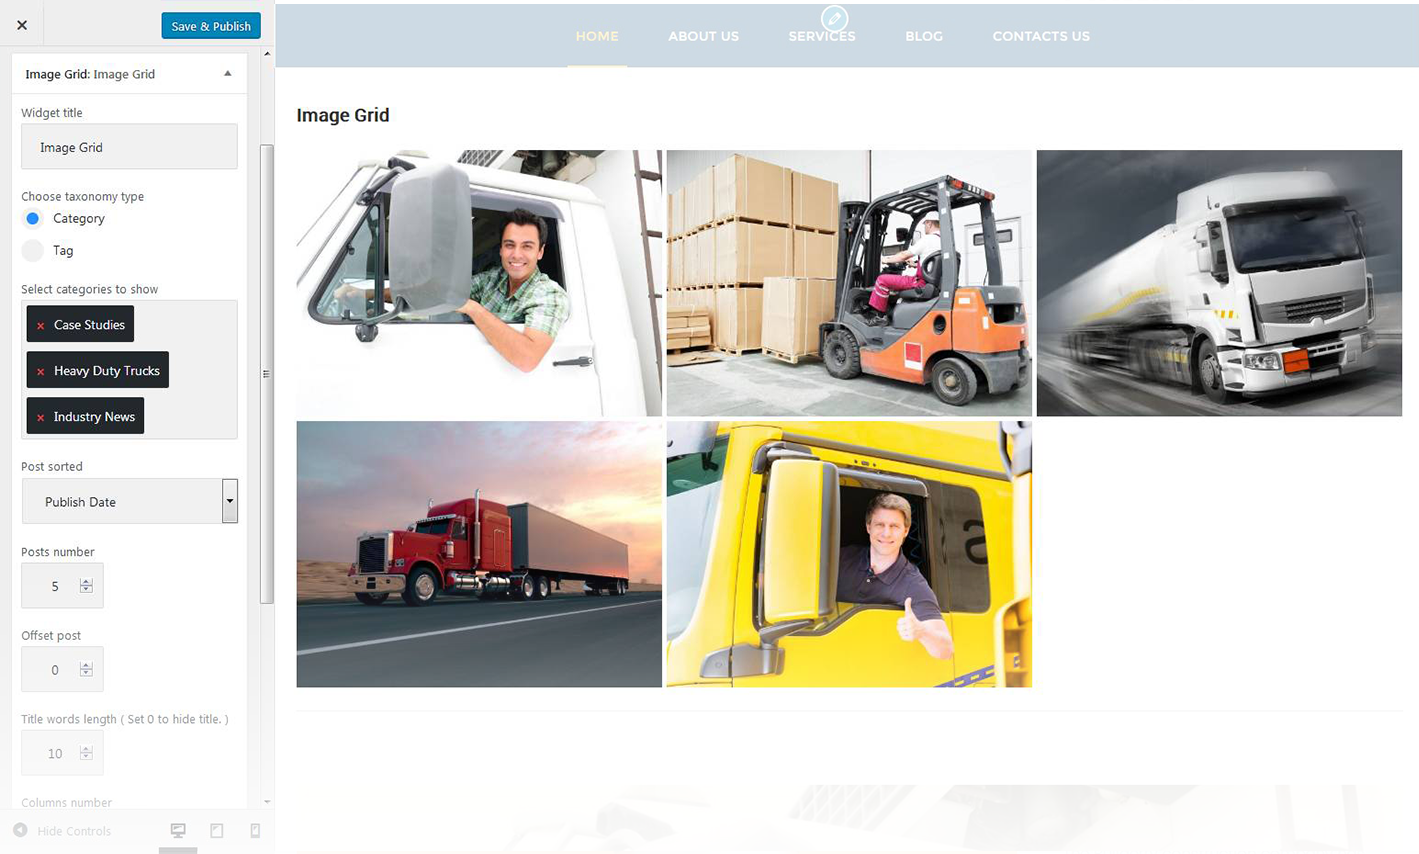 Save & Publish
Image Grid: Image Grid
Widget title
Image Grid
Choose taxonomy type
Category
Tag
Select categories to show
× Case Studies
× Heavy Duty Trucks
× Industry News
Post sorted
Publish Date
Posts number
5
Offset post
0
Title words length ( Set 0 to hide title. )
10
Columns number
Hide Controls
HOME ABOUT US SERVICES BLOG CONTACTS US
Image Grid